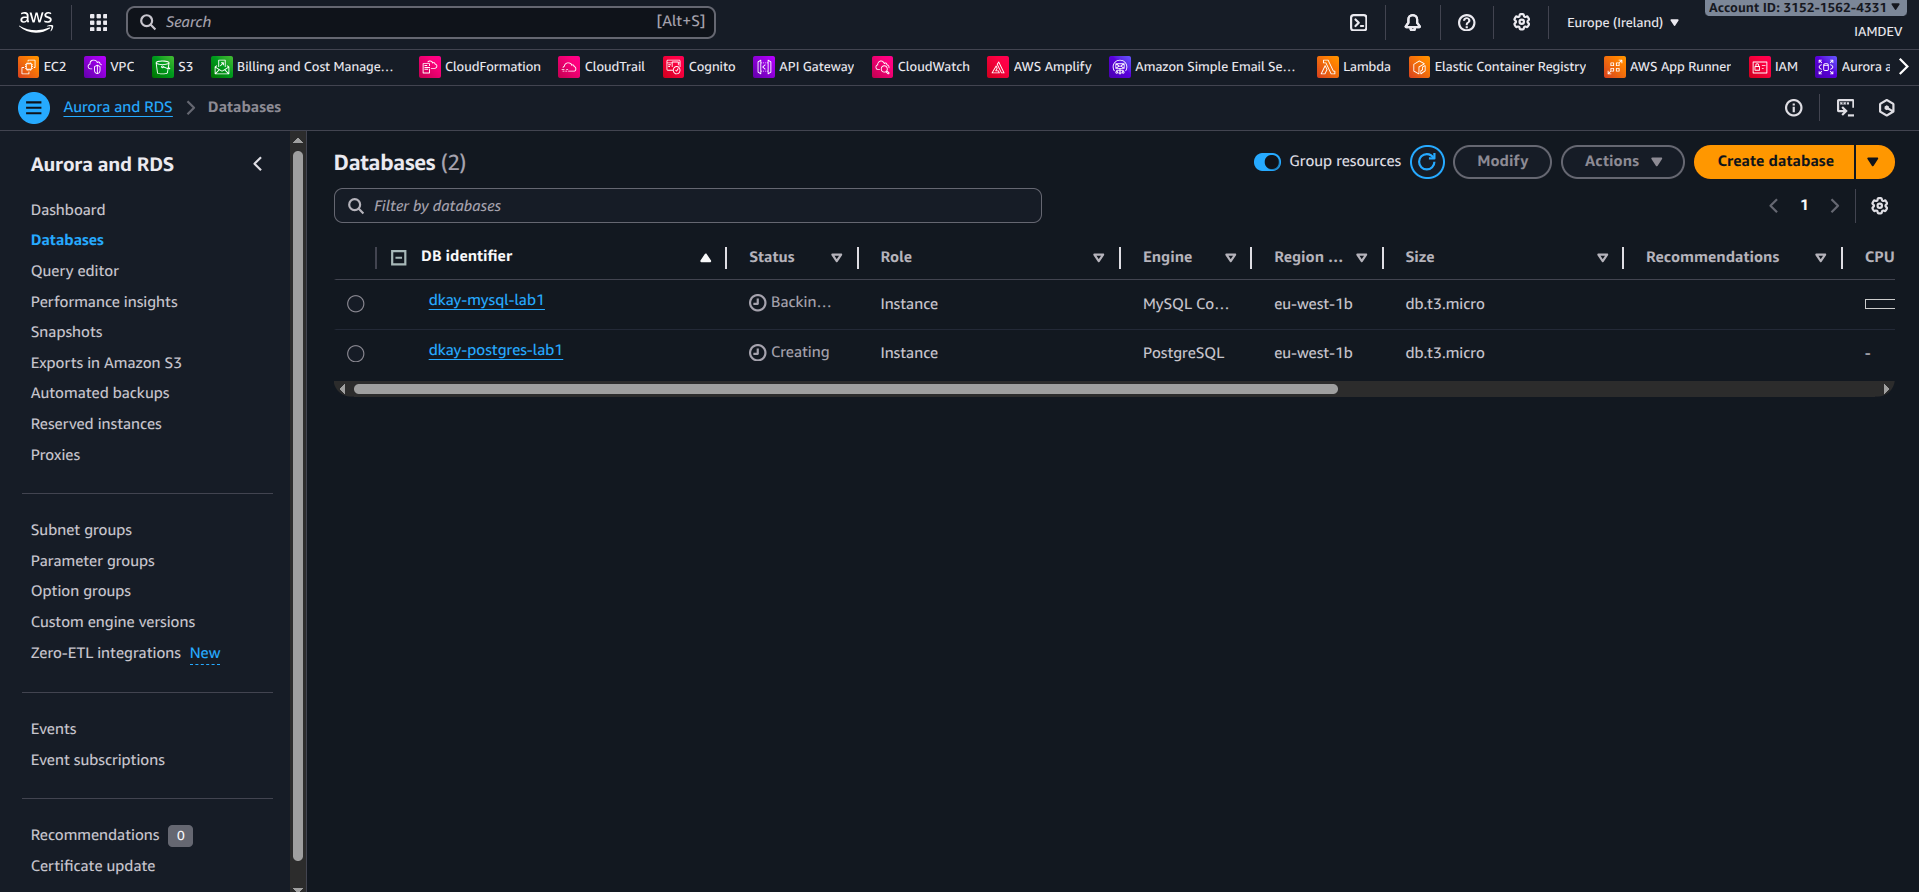 aws
Search [Alt+S]
Europe (Ireland)
Account ID: 3152-1562-4331
IAMDEV
EC2 VPC S3 Billing and Cost Manage... CloudFormation CloudTrail Cognito API Gateway CloudWatch AWS Amplify Amazon Simple Email Se... Lambda Elastic Container Registry AWS App Runner IAM Aurora a
Aurora and RDS Databases
Aurora and RDS
Dashboard
Databases
Query editor
Performance insights
Snapshots
Exports in Amazon S3
Automated backups
Reserved instances
Proxies
Subnet groups
Parameter groups
Option groups
Custom engine versions
Zero-ETL integrations New
Events
Event subscriptions
Recommendations 0
Certificate update
Databases (2)
Group resources Modify Actions Create database
Filter by databases
1
DB identifier Status Role Engine Region ... Size Recommendations CPU
dkay-mysql-lab1 Backin... Instance MySQL Co... eu-west-1b db.t3.micro
dkay-postgres-lab1 Creating Instance PostgreSQL eu-west-1b db.t3.micro -